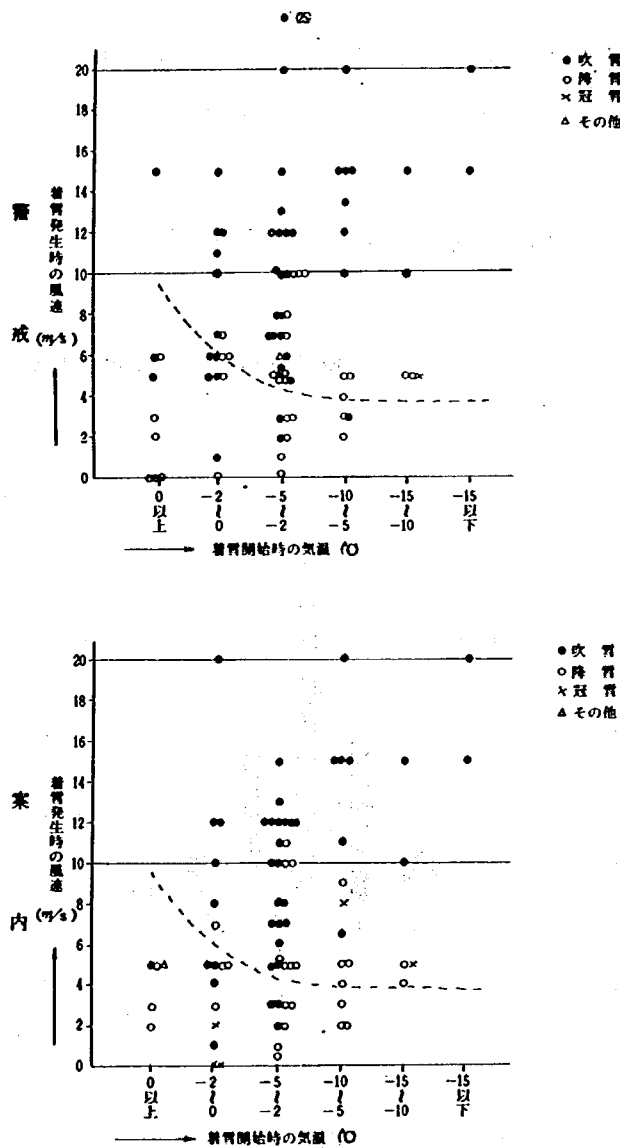 (25)
● 吹 雪
○ 降 雪
× 冠 雪
△ その他
警戒
着雪発生時の風速
(m/s)
20
18
16
14
12
10
8
6
4
2
0
0以上
-2〜0
-5〜-2
-10〜-5
-15〜-10
-15以下
着雪開始時の気温 (℃)
● 吹 雪
○ 降 雪
× 冠 雪
△ その他
案内
着雪発生時の風速
(m/s)
20
18
16
14
12
10
8
6
4
2
0
0以上
-2〜0
-5〜-2
-10〜-5
-15〜-10
-15以下
着雪開始時の気温 (℃)